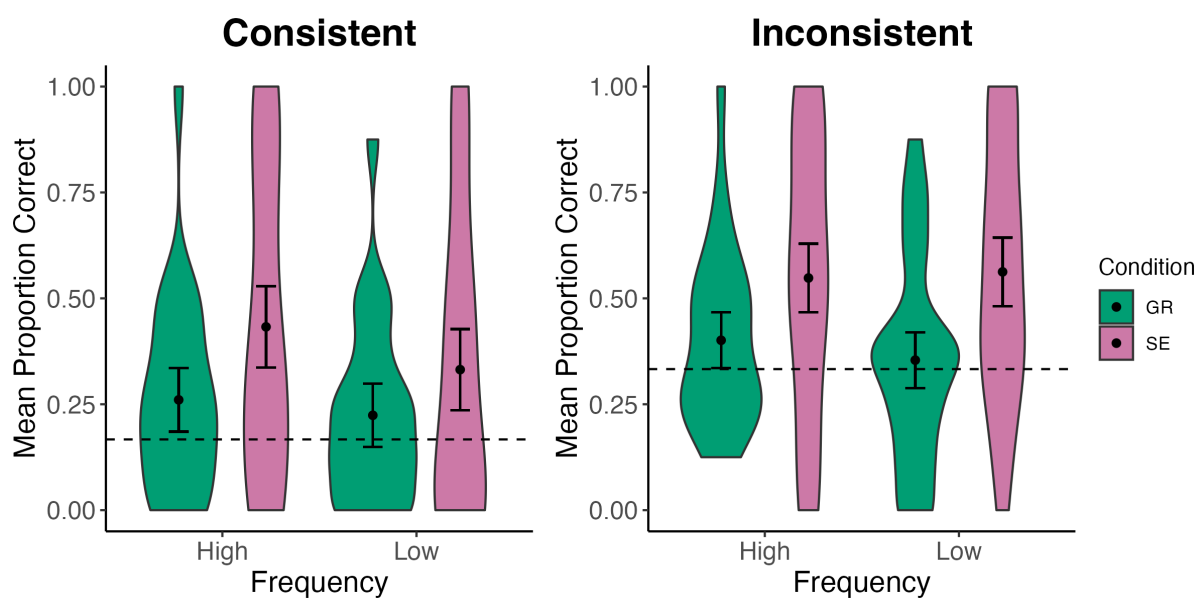 Consistent
Mean Proportion Correct
1.00
0.75
0.50
0.25
0.00
High Low
Frequency
Inconsistent
Mean Proportion Correct
1.00
0.75
0.50
0.25
0.00
High Low
Frequency
Condition
GR
SE